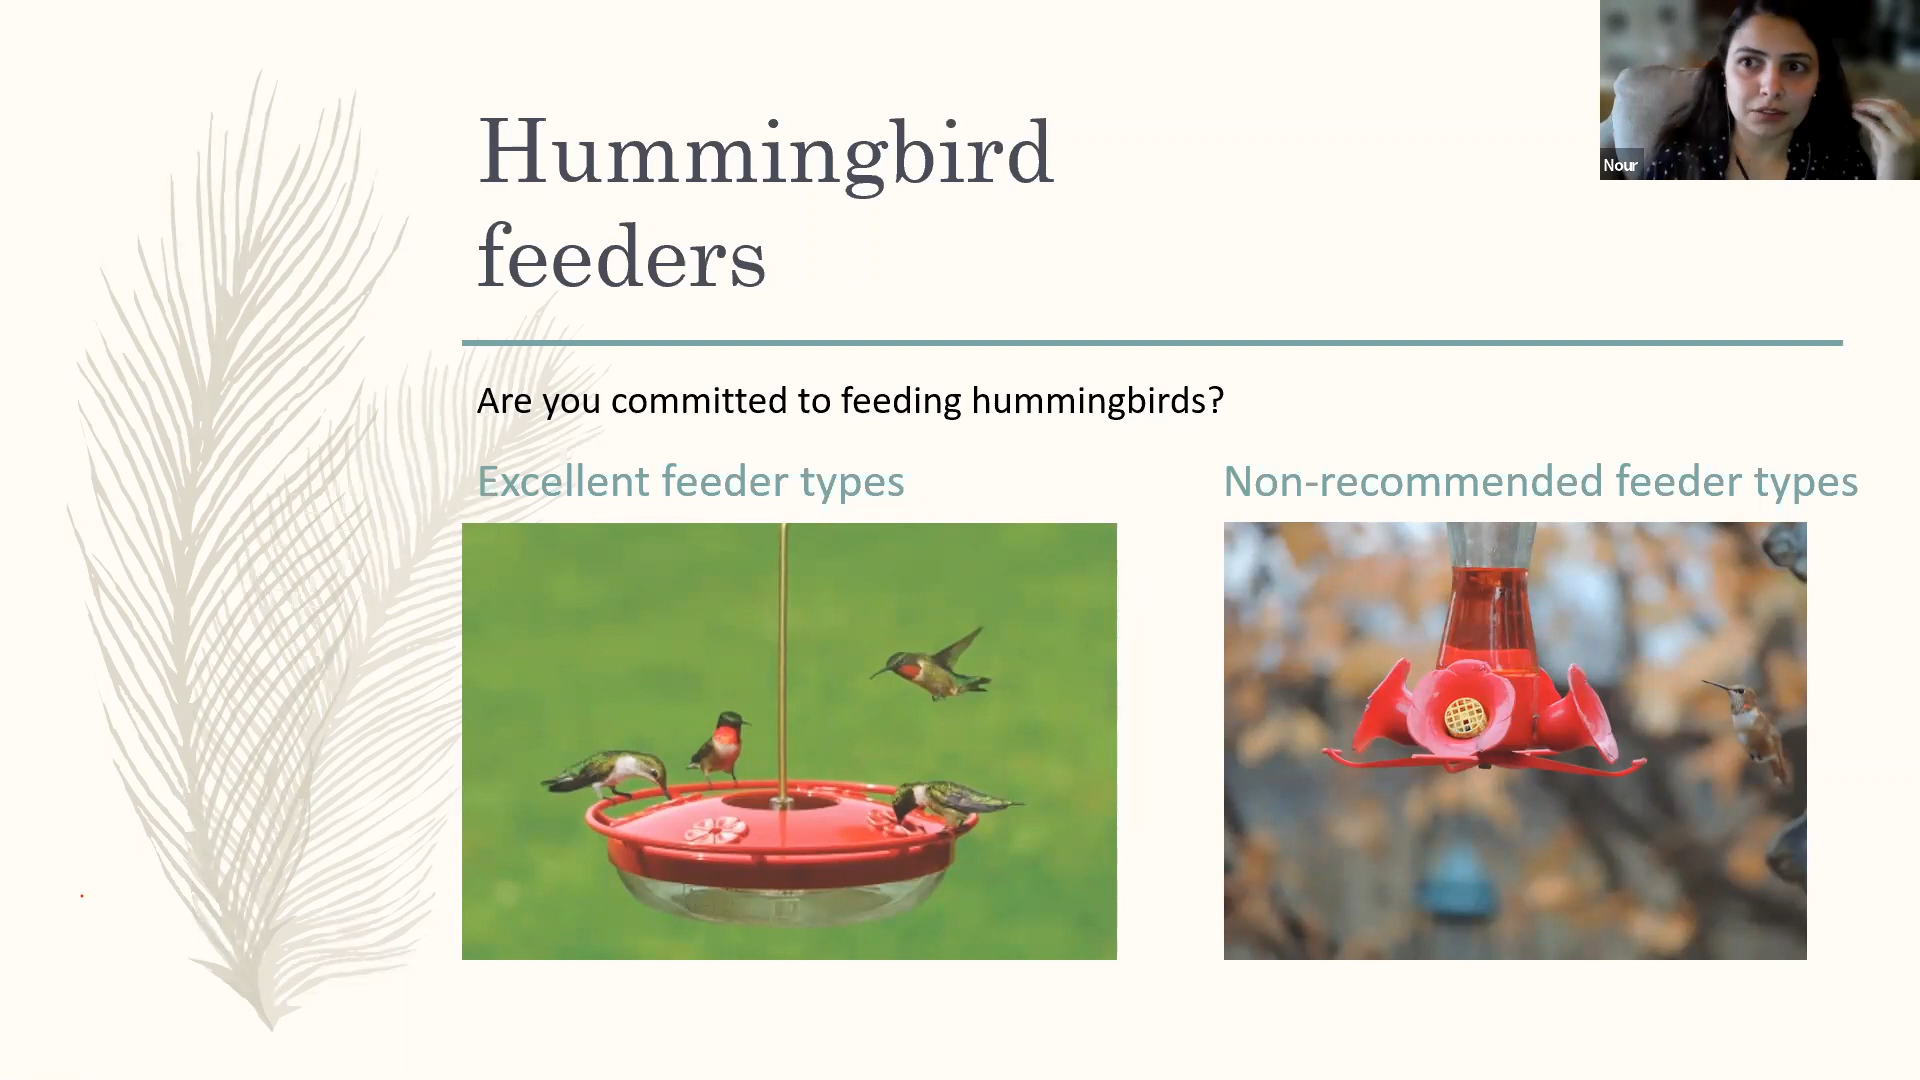 Hummingbird
feeders
Nour
Are you committed to feeding hummingbirds?
Excellent feeder types
Non-recommended feeder types